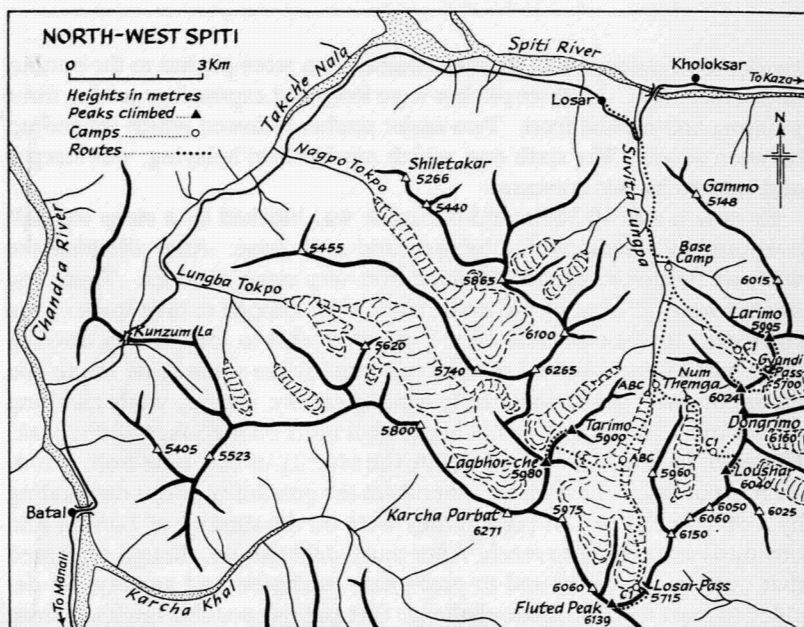 NORTH-WEST SPITI
0 3Km
Heights in metres
Peaks climbed....
Camps............
Routes
Takche Nala
Spiti River
Kholoksar
To Kaza
Losar
N
Nagpo Tokpo
Shiletakar
5266
5440
Suvita Lungpa
Gammo
5148
Chandra River
5455
Lungba Tokpo
5865
Base
Camp
6015
Larimo
5995
Kunzum La
5620
6100
C1
Gyundi
Pass
5700
5740
6265
ABC
Num
Themga
6024
5800
Tarimo
5900
Dongrimo
6160
5405
5523
Lagbhor-che
5980
ABC
5960
C1
Loushar
6040
Batal
Karcha Parbat
6271
5975
6050
6060
6025
6150
To Manali
Karcha Khal
6060
C1
Losar Pass
5715
Fluted Peak
6139